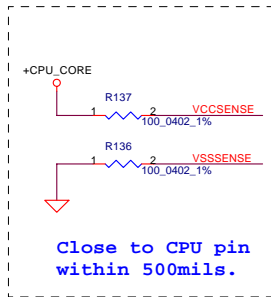 +CPU_CORE
R137
1 2 VCCSENSE
100_0402_1%
R136
1 2 VSSSENSE
100_0402_1%
Close to CPU pin
within 500mils.